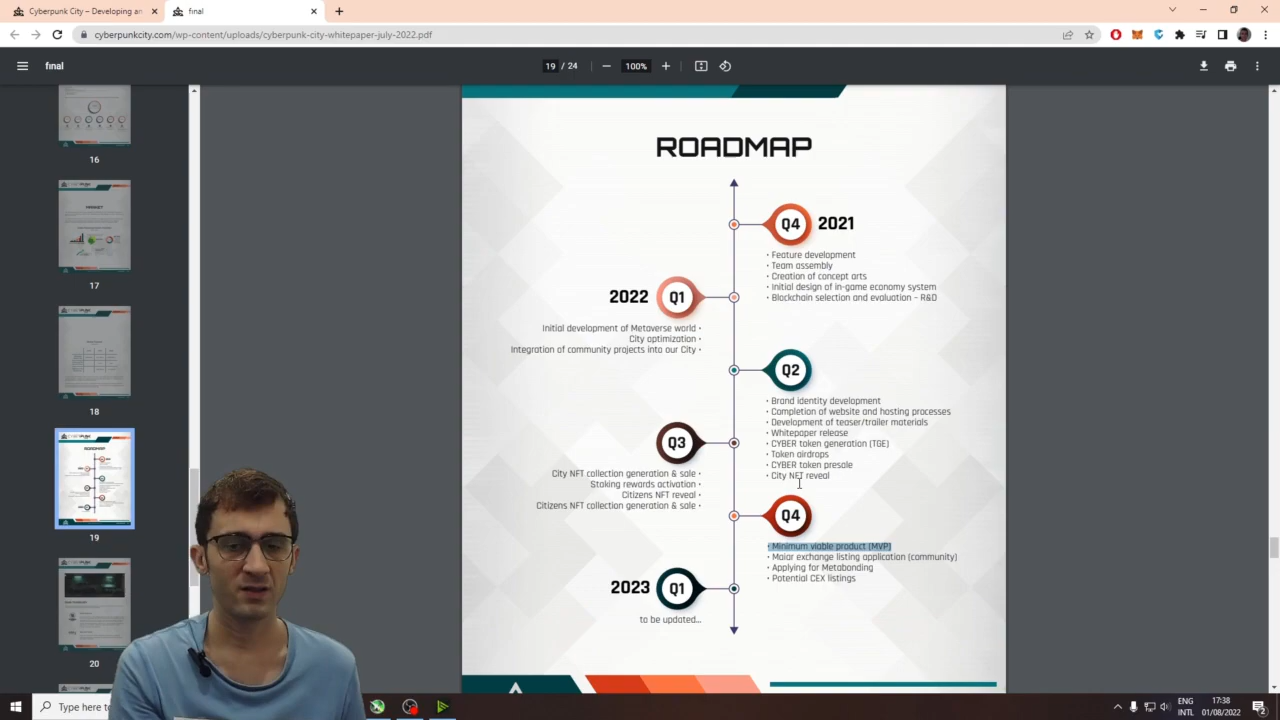 Cyberpunk City – Developing an
final
cyberpunkcity.com/wp-content/uploads/cyberpunk-city-whitepaper-july-2022.pdf
final
19 / 24
100%
16
17
18
19
20
ROADMAP
Q4 2021
· Feature development
· Team assembly
· Creation of concept arts
· Initial design of in-game economy system
· Blockchain selection and evaluation – R&D
2022 Q1
Initial development of Metaverse world ·
City optimization ·
Integration of community projects into our City ·
Q2
· Brand identity development
· Completion of website and hosting processes
· Development of teaser/trailer materials
· Whitepaper release
· CYBER token generation (TGE)
· Token airdrops
· CYBER token presale
· City NFT reveal
Q3
City NFT collection generation & sale ·
Staking rewards activation ·
Citizens NFT reveal ·
Citizens NFT collection generation & sale ·
Q4
· Minimum viable product (MVP)
· Maiar exchange listing application (community)
· Applying for Metabonding
· Potential CEX listings
2023 Q1
to be updated...
Type here to
ENG
INTL
17:38
01/08/2022
2